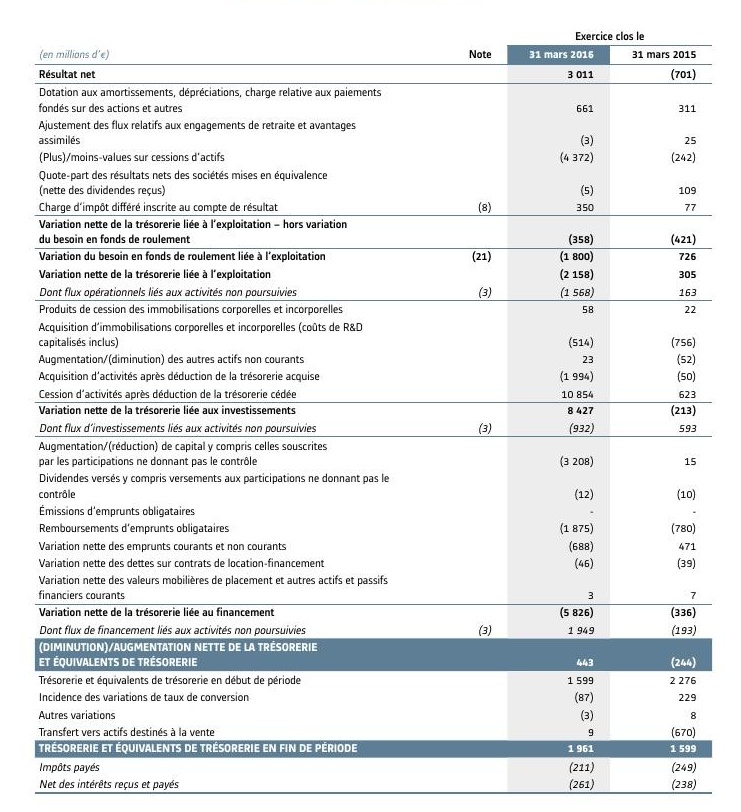 Exercice clos le
(en millions d'€) Note 31 mars 2016 31 mars 2015
Résultat net 3 011 (701)
Dotation aux amortissements, dépréciations, charge relative aux paiements
fondés sur des actions et autres 661 311
Ajustement des flux relatifs aux engagements de retraite et avantages
assimilés (3) 25
(Plus)/moins-values sur cessions d'actifs (4 372) (242)
Quote-part des résultats nets des sociétés mises en équivalence
(nette des dividendes reçus) (5) 109
Charge d'impôt différé inscrite au compte de résultat (8) 350 77
Variation nette de la trésorerie liée à l'exploitation – hors variation
du besoin en fonds de roulement (358) (421)
Variation du besoin en fonds de roulement liée à l'exploitation (21) (1 800) 726
Variation nette de la trésorerie liée à l'exploitation (2 158) 305
Dont flux opérationnels liés aux activités non poursuivies (3) (1 568) 163
Produits de cession des immobilisations corporelles et incorporelles 58 22
Acquisition d'immobilisations corporelles et incorporelles (coûts de R&D
capitalisés inclus) (514) (756)
Augmentation/(diminution) des autres actifs non courants 23 (52)
Acquisition d'activités après déduction de la trésorerie acquise (1 994) (50)
Cession d'activités après déduction de la trésorerie cédée 10 854 623
Variation nette de la trésorerie liée aux investissements 8 427 (213)
Dont flux d'investissements liés aux activités non poursuivies (3) (932) 593
Augmentation/(réduction) de capital y compris celles souscrites
par les participations ne donnant pas le contrôle (3 208) 15
Dividendes versés y compris versements aux participations ne donnant pas le
contrôle (12) (10)
Émissions d'emprunts obligataires - -
Remboursements d'emprunts obligataires (1 875) (780)
Variation nette des emprunts courants et non courants (688) 471
Variation nette des dettes sur contrats de location-financement (46) (39)
Variation nette des valeurs mobilières de placement et autres actifs et passifs
financiers courants 3 7
Variation nette de la trésorerie liée au financement (5 826) (336)
Dont flux de financement liés aux activités non poursuivies (3) 1 949 (193)
(DIMINUTION)/AUGMENTATION NETTE DE LA TRÉSORERIE
ET ÉQUIVALENTS DE TRÉSORERIE 443 (244)
Trésorerie et équivalents de trésorerie en début de période 1 599 2 276
Incidence des variations de taux de conversion (87) 229
Autres variations (3) 8
Transfert vers actifs destinés à la vente 9 (670)
TRÉSORERIE ET ÉQUIVALENTS DE TRÉSORERIE EN FIN DE PÉRIODE 1 961 1 599
Impôts payés (211) (249)
Net des intérêts reçus et payés (261) (238)